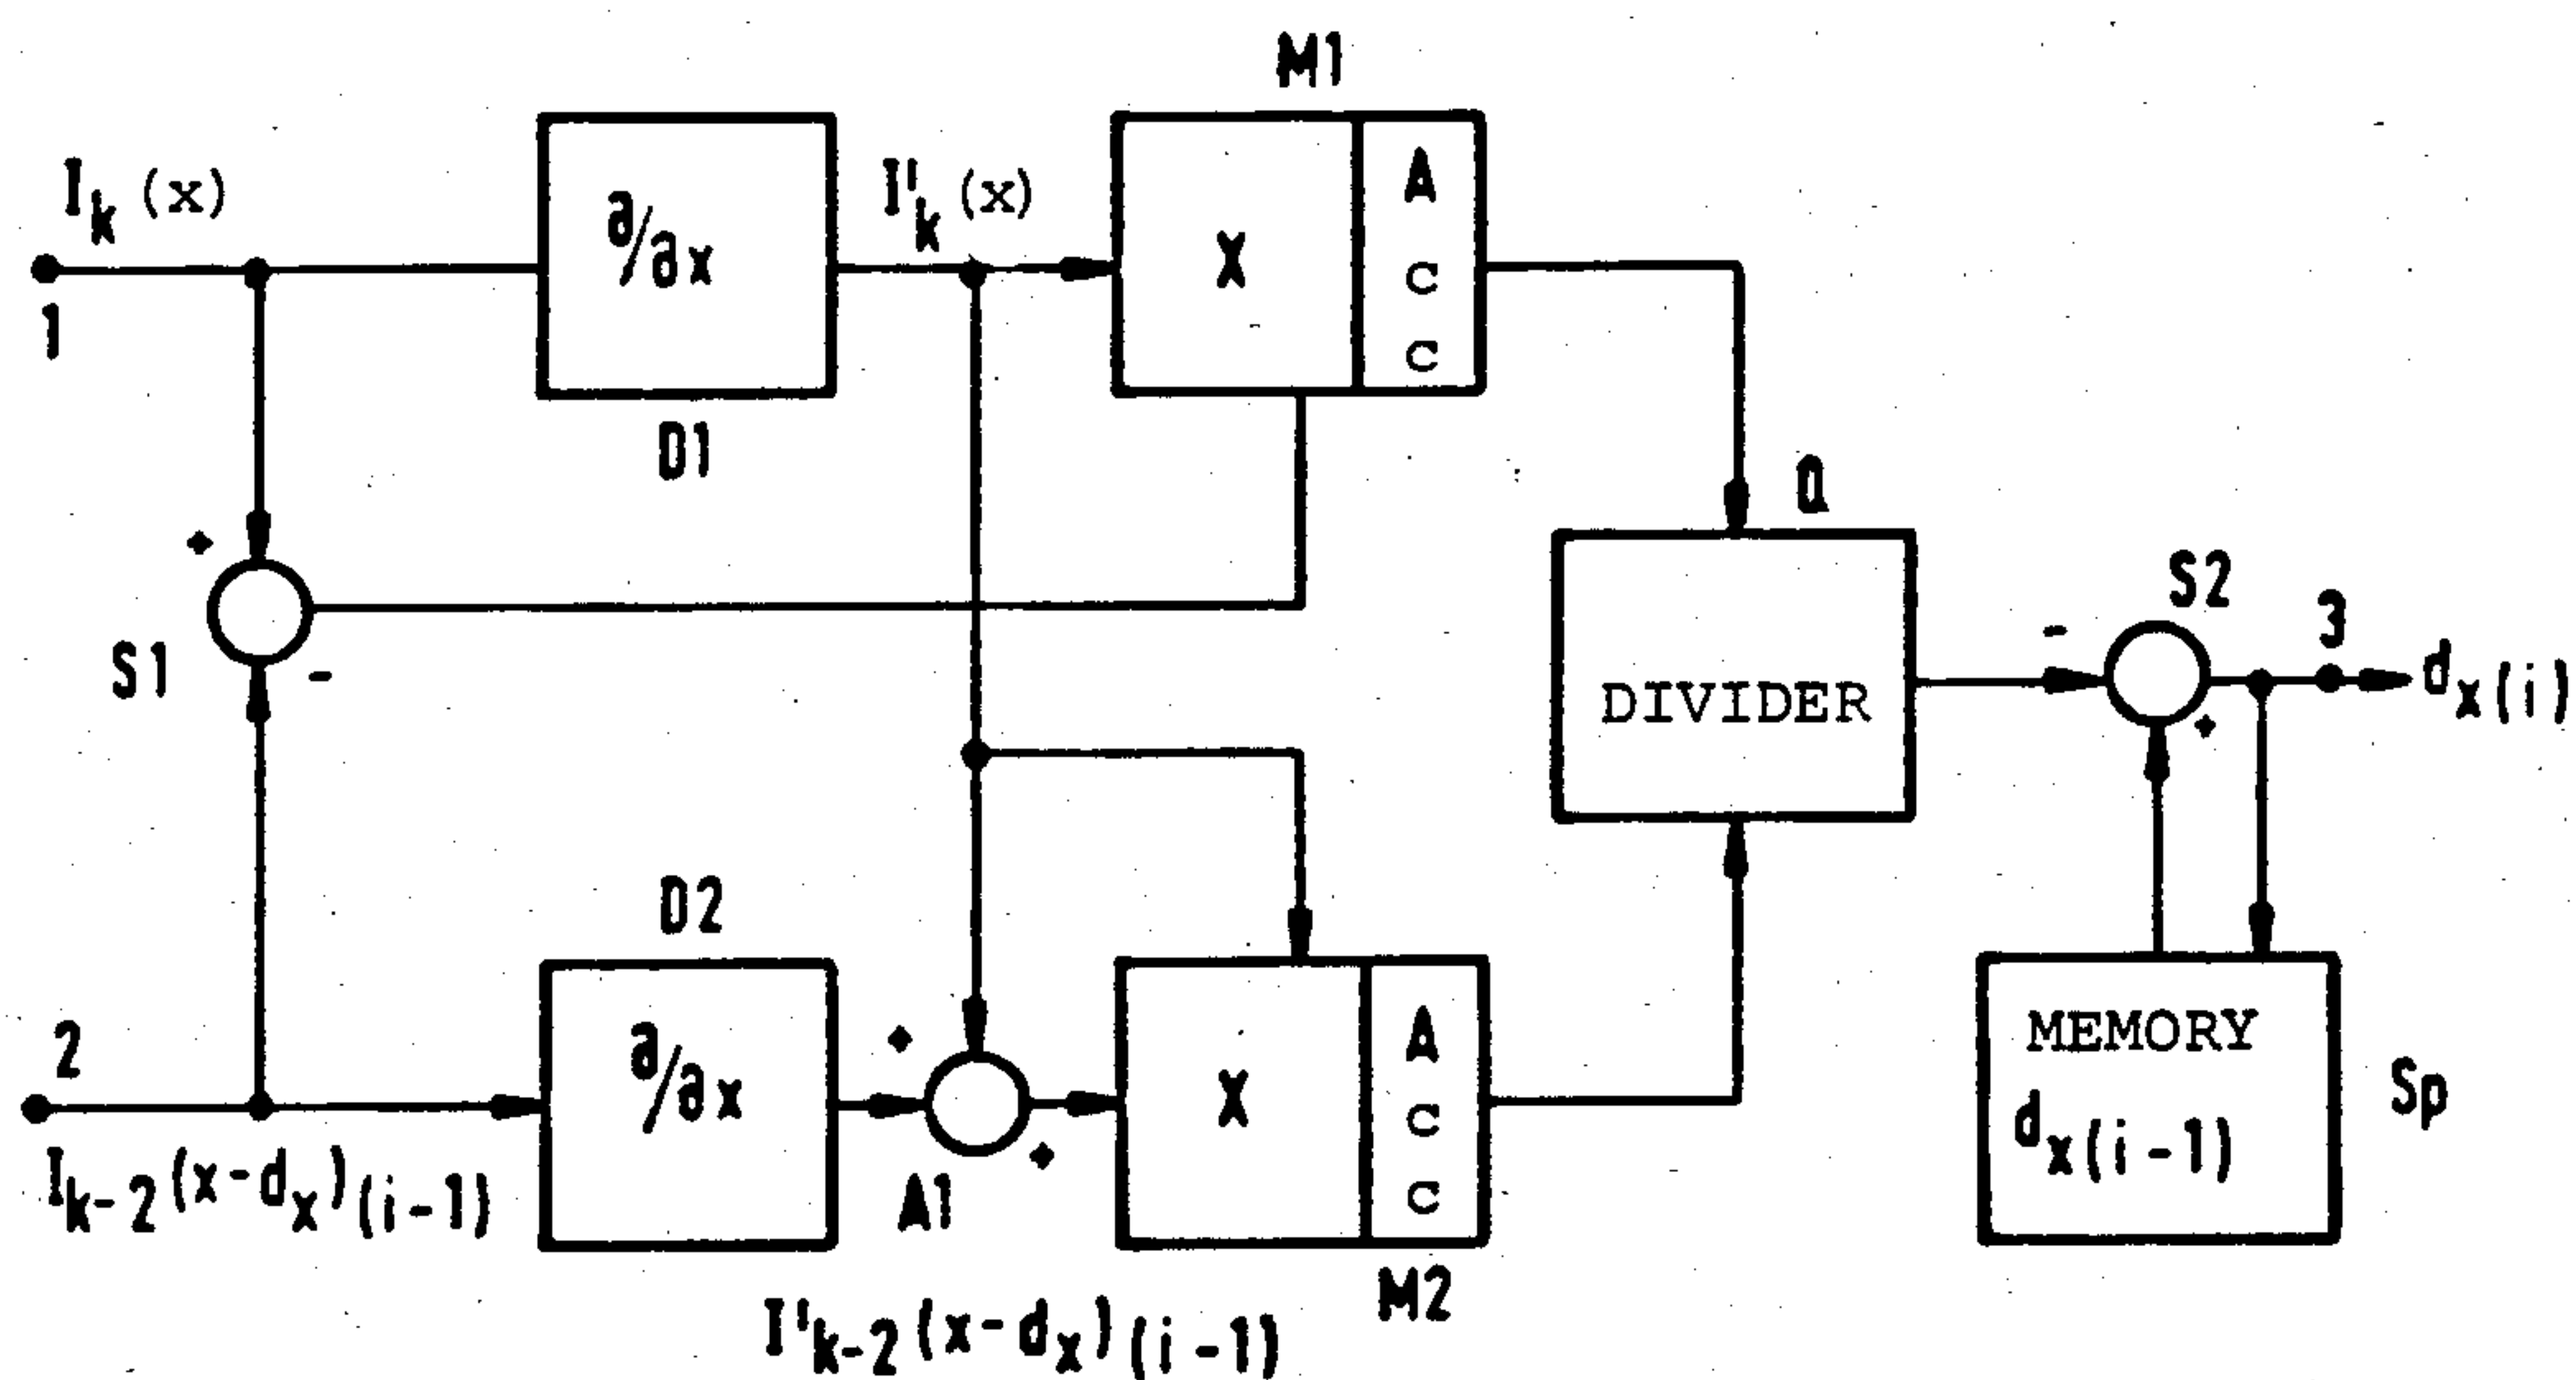 M1
I_k (x)
∂/∂x
I'_k (x)
X
A
C
C
1
D1
Q
+
S1
-
S2
-
3
+
DIVIDER
d_x(i)
D2
2
∂/∂x
+
X
A
C
C
MEMORY
d_x(i-1)
Sp
I_k-2 (x-d_x)(i-1)
A1
+
M2
I'_k-2 (x-d_x)(i-1)